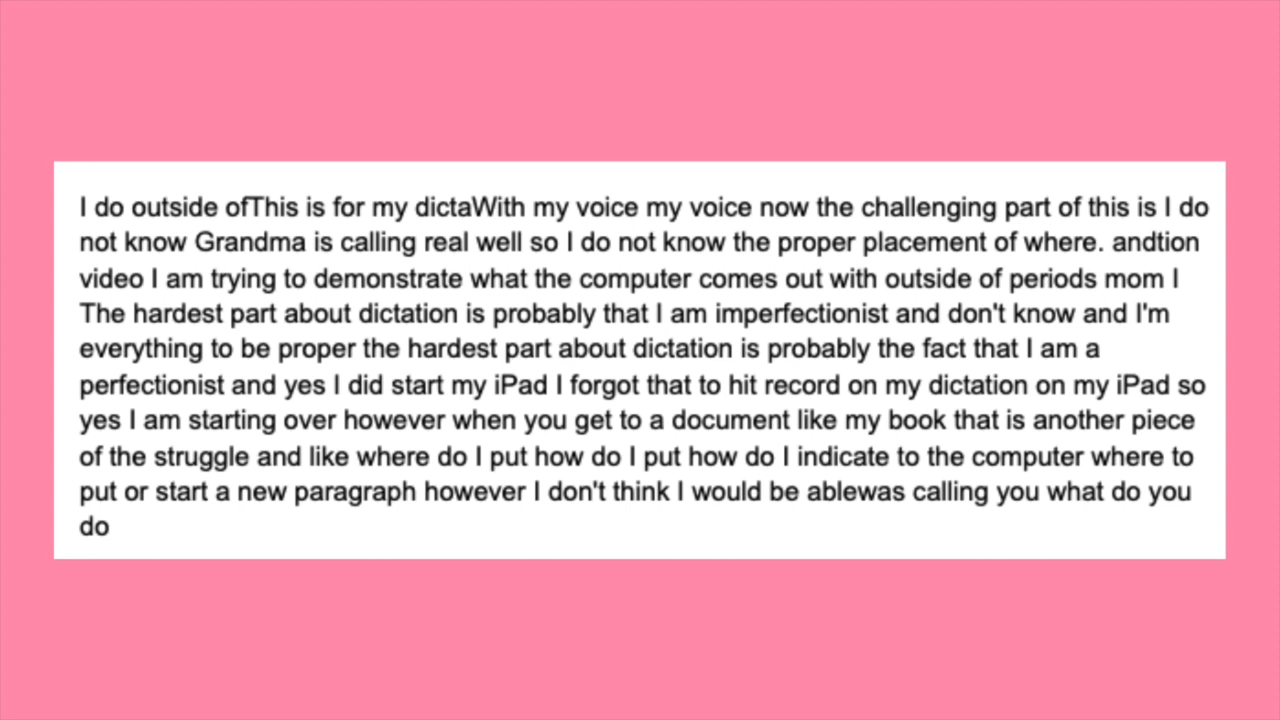 I do outside ofThis is for my dictaWith my voice my voice now the challenging part of this is I do
not know Grandma is calling real well so I do not know the proper placement of where. andtion
video I am trying to demonstrate what the computer comes out with outside of periods mom I
The hardest part about dictation is probably that I am imperfectionist and don't know and I'm
everything to be proper the hardest part about dictation is probably the fact that I am a
perfectionist and yes I did start my iPad I forgot that to hit record on my dictation on my iPad so
yes I am starting over however when you get to a document like my book that is another piece
of the struggle and like where do I put how do I put how do I indicate to the computer where to
put or start a new paragraph however I don't think I would be ablewas calling you what do you
do